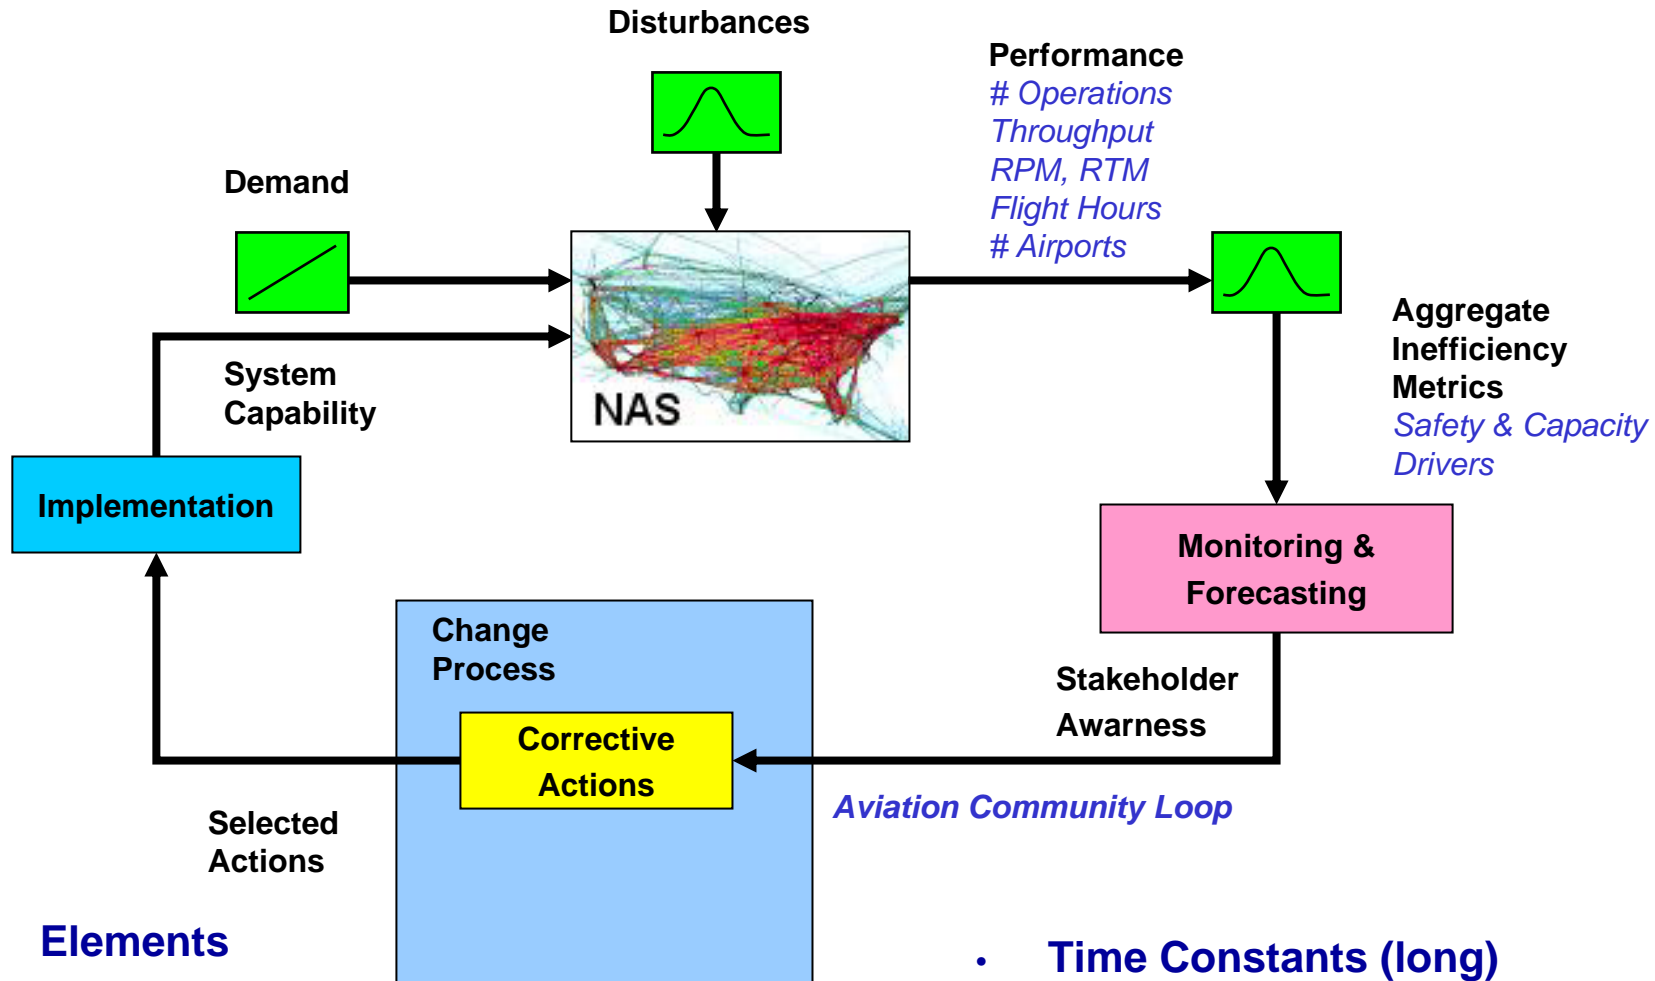 Disturbances
Performance
# Operations
Throughput
RPM, RTM
Flight Hours
# Airports
Demand
NAS
Aggregate
Inefficiency
Metrics
Safety & Capacity
Drivers
System
Capability
Implementation
Monitoring &
Forecasting
Change
Process
Stakeholder
Awarness
Corrective
Actions
Aviation Community Loop
Selected
Actions
Elements
• Time Constants (long)